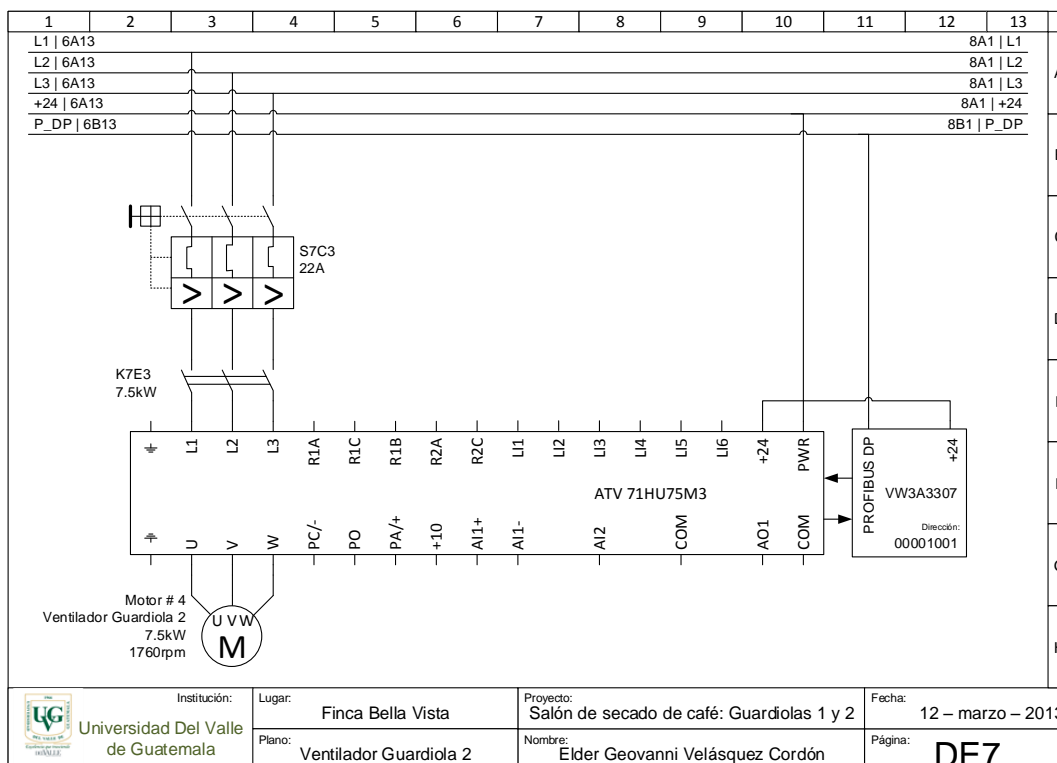 1 2 3 4 5 6 7 8 9 10 11 12 13
L1 | 6A13 8A1 | L1
L2 | 6A13 8A1 | L2
L3 | 6A13 8A1 | L3
+24 | 6A13 8A1 | +24
P_DP | 6B13 8B1 | P_DP
S7C3
22A
K7E3
7.5kW
L1 L2 L3 R1A R1C R1B R2A R2C LI1 LI2 LI3 LI4 LI5 LI6 +24 PWR
ATV 71HU75M3
U V W PC/- PO PA/+ +10 AI1+ AI1- AI2 COM AO1 COM
PROFIBUS DP
+24
VW3A3307
Dirección:
00001001
Motor # 4
Ventilador Guardiola 2
7.5kW
1760rpm
U V W
M
UVG
Institución:
Universidad Del Valle
de Guatemala
Lugar:
Finca Bella Vista
Plano:
Ventilador Guardiola 2
Proyecto:
Salón de secado de café: Guardiolas 1 y 2
Nombre:
Elder Geovanni Velásquez Cordón
Fecha:
12 – marzo – 2013
Página: